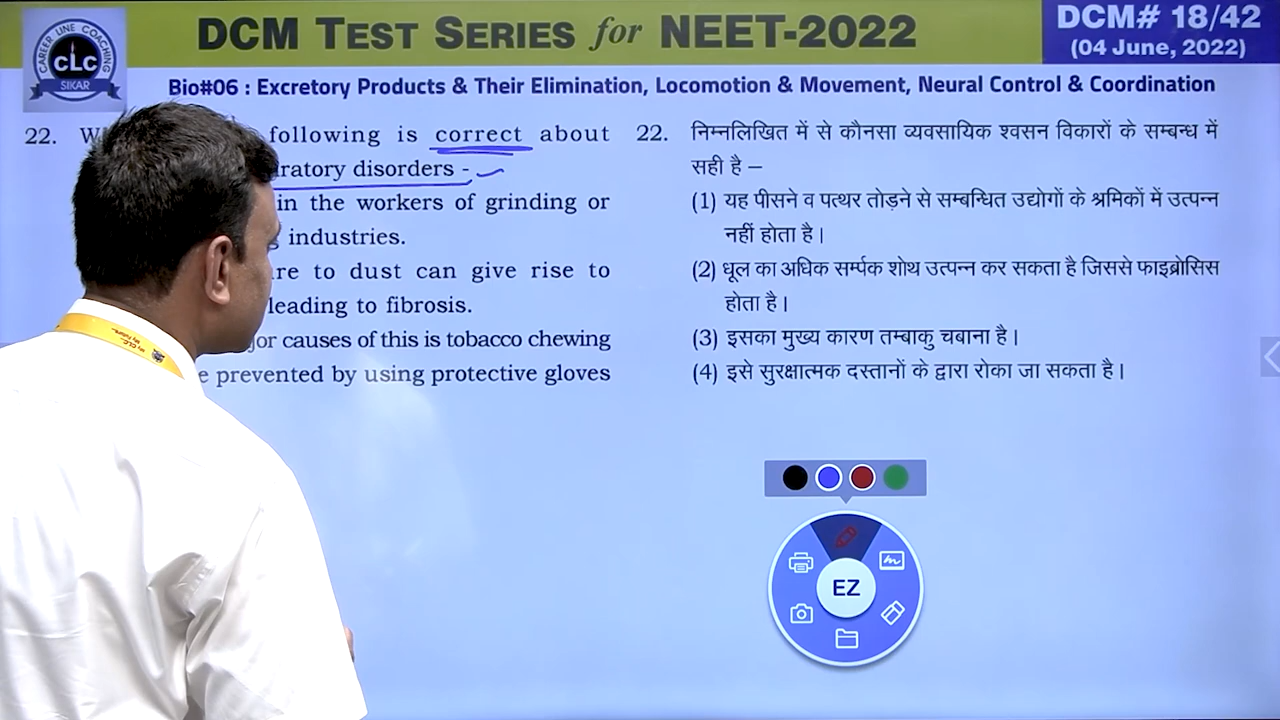 DCM TEST SERIES for NEET-2022
DCM# 18/42
(04 June, 2022)
CAREER LINE COACHING
CLC
SIKAR
Bio#06 : Excretory Products & Their Elimination, Locomotion & Movement, Neural Control & Coordination
22. following is correct about
disorders -
in the workers of grinding or
industries.
to dust can give rise to
leading to fibrosis.
causes of this is tobacco chewing
prevented by using protective gloves
22. निम्नलिखित में से कौनसा व्यवसायिक श्वसन विकारों के सम्बन्ध में
सही है –
(1) यह पीसने व पत्थर तोड़ने से सम्बन्धित उद्योगों के श्रमिकों में उत्पन्न
नहीं होता है।
(2) धूल का अधिक सर्म्पक शोथ उत्पन्न कर सकता है जिससे फाइब्रोसिस
होता है।
(3) इसका मुख्य कारण तम्बाकु चबाना है।
(4) इसे सुरक्षात्मक दस्तानों के द्वारा रोका जा सकता है।
EZ